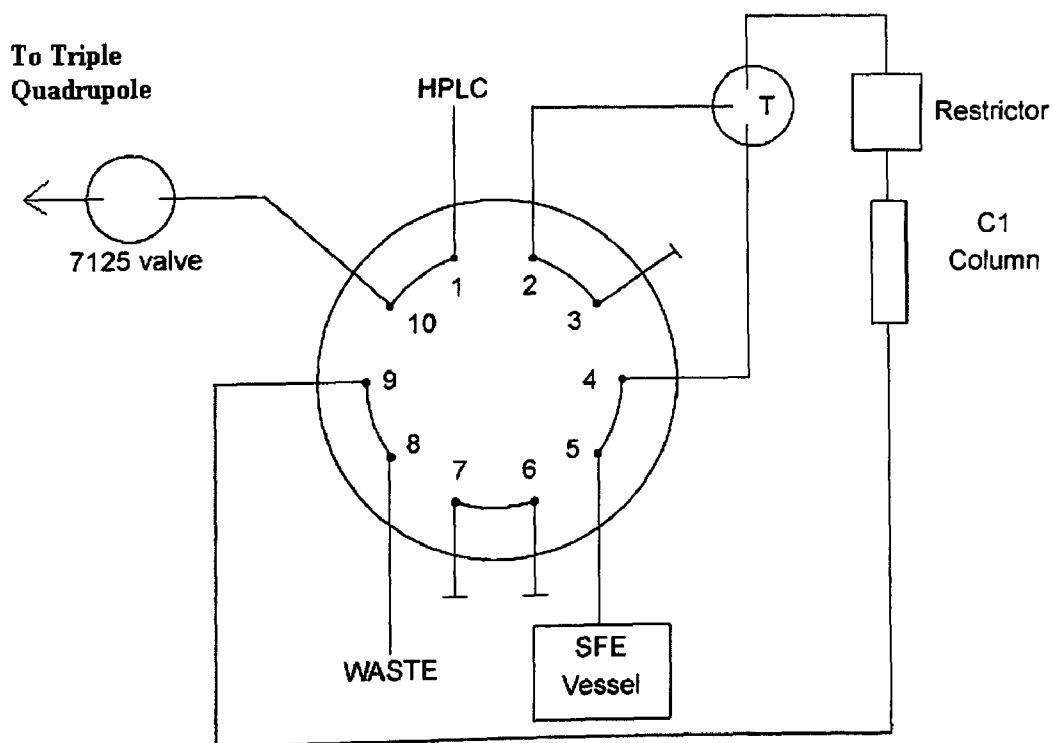 To Triple
Quadrupole
HPLC
T
Restrictor
7125 valve
C1
Column
1
2
10
3
9
4
8
5
7
6
WASTE
SFE
Vessel